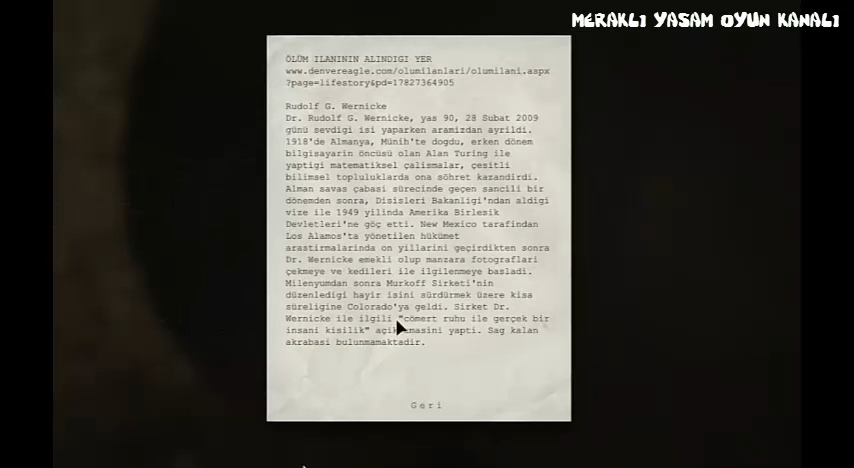 MERAKLI YASAM OYUN KANALI
ÖLÜM ILANININ ALINDIGI YER
www.denvereagle.com/olumilanlari/olumilani.aspx
?page=lifestory&pd=17827364905
Rudolf G. Wernicke
Dr. Rudolf G. Wernicke, yas 90, 28 Subat 2009
günü sevdigi isi yaparken aramizdan ayrildi.
1918'de Almanya, Münih'te dogdu, erken dönem
bilgisayarin öncüsü olan Alan Turing ile
yaptigi matematiksel çalismalar, çesitli
bilimsel topluluklarda ona söhret kazandirdi.
Alman savas çabasi sürecinde geçen sancili bir
dönemden sonra, Disisleri Bakanligi'ndan aldigi
vize ile 1949 yilinda Amerika Birlesik
Devletleri'ne göç etti. New Mexico tarafindan
Los Alamos'ta yönetilen hükümet
arastirmalarinda on yillarini geçirdikten sonra
Dr. Wernicke emekli olup manzara fotograflari
çekmeye ve kedileri ile ilgilenmeye basladi.
Milenyumdan sonra Murkoff Sirketi'nin
düzenledigi hayir isini sürdürmek üzere kisa
süreligine Colorado'ya geldi. Sirket Dr.
Wernicke ile ilgili "cömert ruhu ile gerçek bir
insani kisilik" açiklamasini yapti. Sag kalan
akrabasi bulunmamaktadir.
Geri